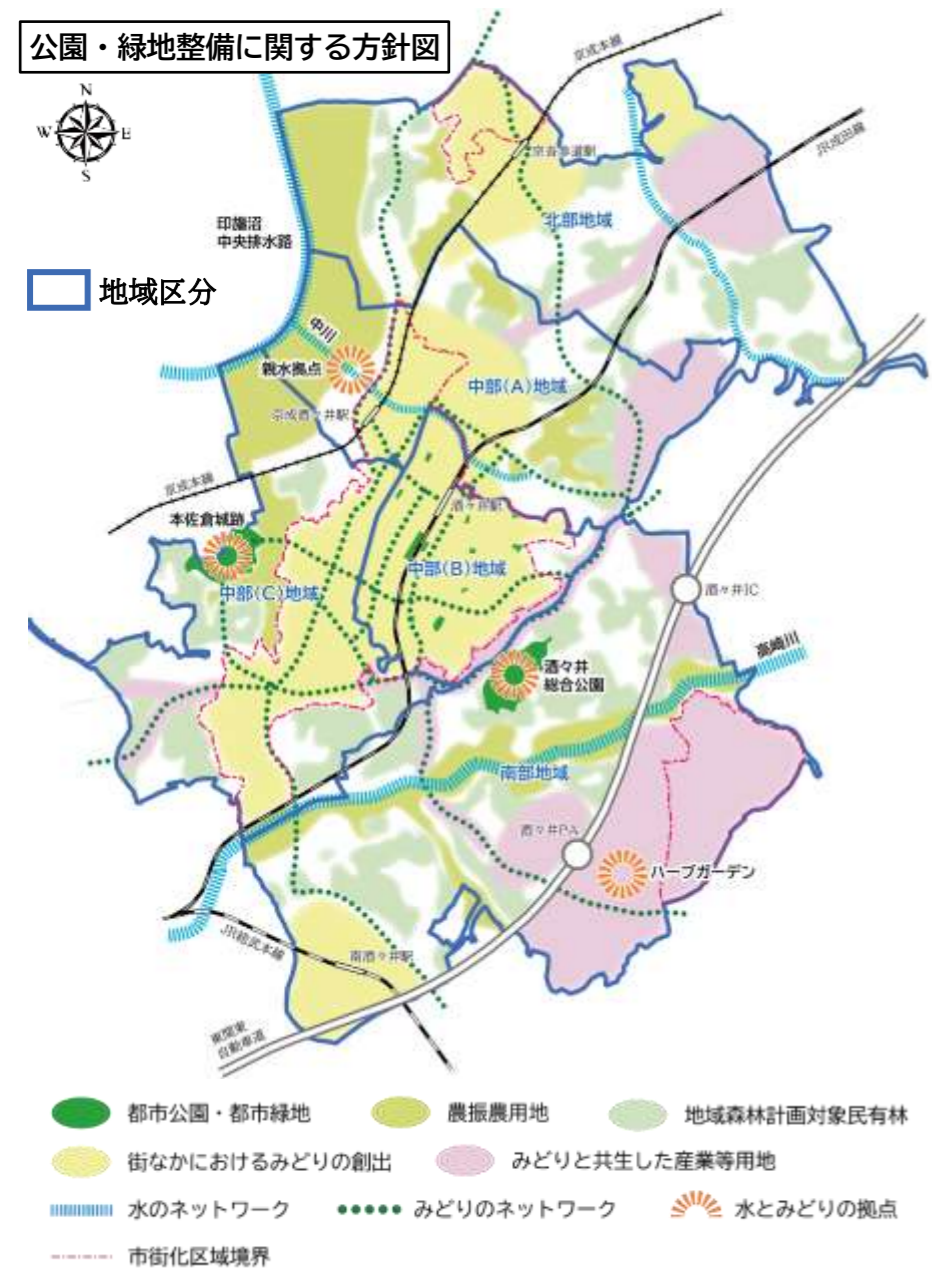 公園・緑地整備に関する方針図
N
W
E
S
京成本線
JR成田線
宗吾参道駅
北部地域
印旛沼
中央排水路
地域区分
中川
親水拠点
中部(A)地域
京成酒々井駅
京成本線
酒々井駅
本佐倉城跡
中部(B)地域
中部(C)地域
酒々井IC
高崎川
酒々井
総合公園
南部地域
酒々井PA
ハーブガーデン
JR総武本線
南酒々井駅
東関東
自動車道
都市公園・都市緑地
農振農用地
地域森林計画対象民有林
街なかにおけるみどりの創出
みどりと共生した産業等用地
水のネットワーク
みどりのネットワーク
水とみどりの拠点
市街化区域境界